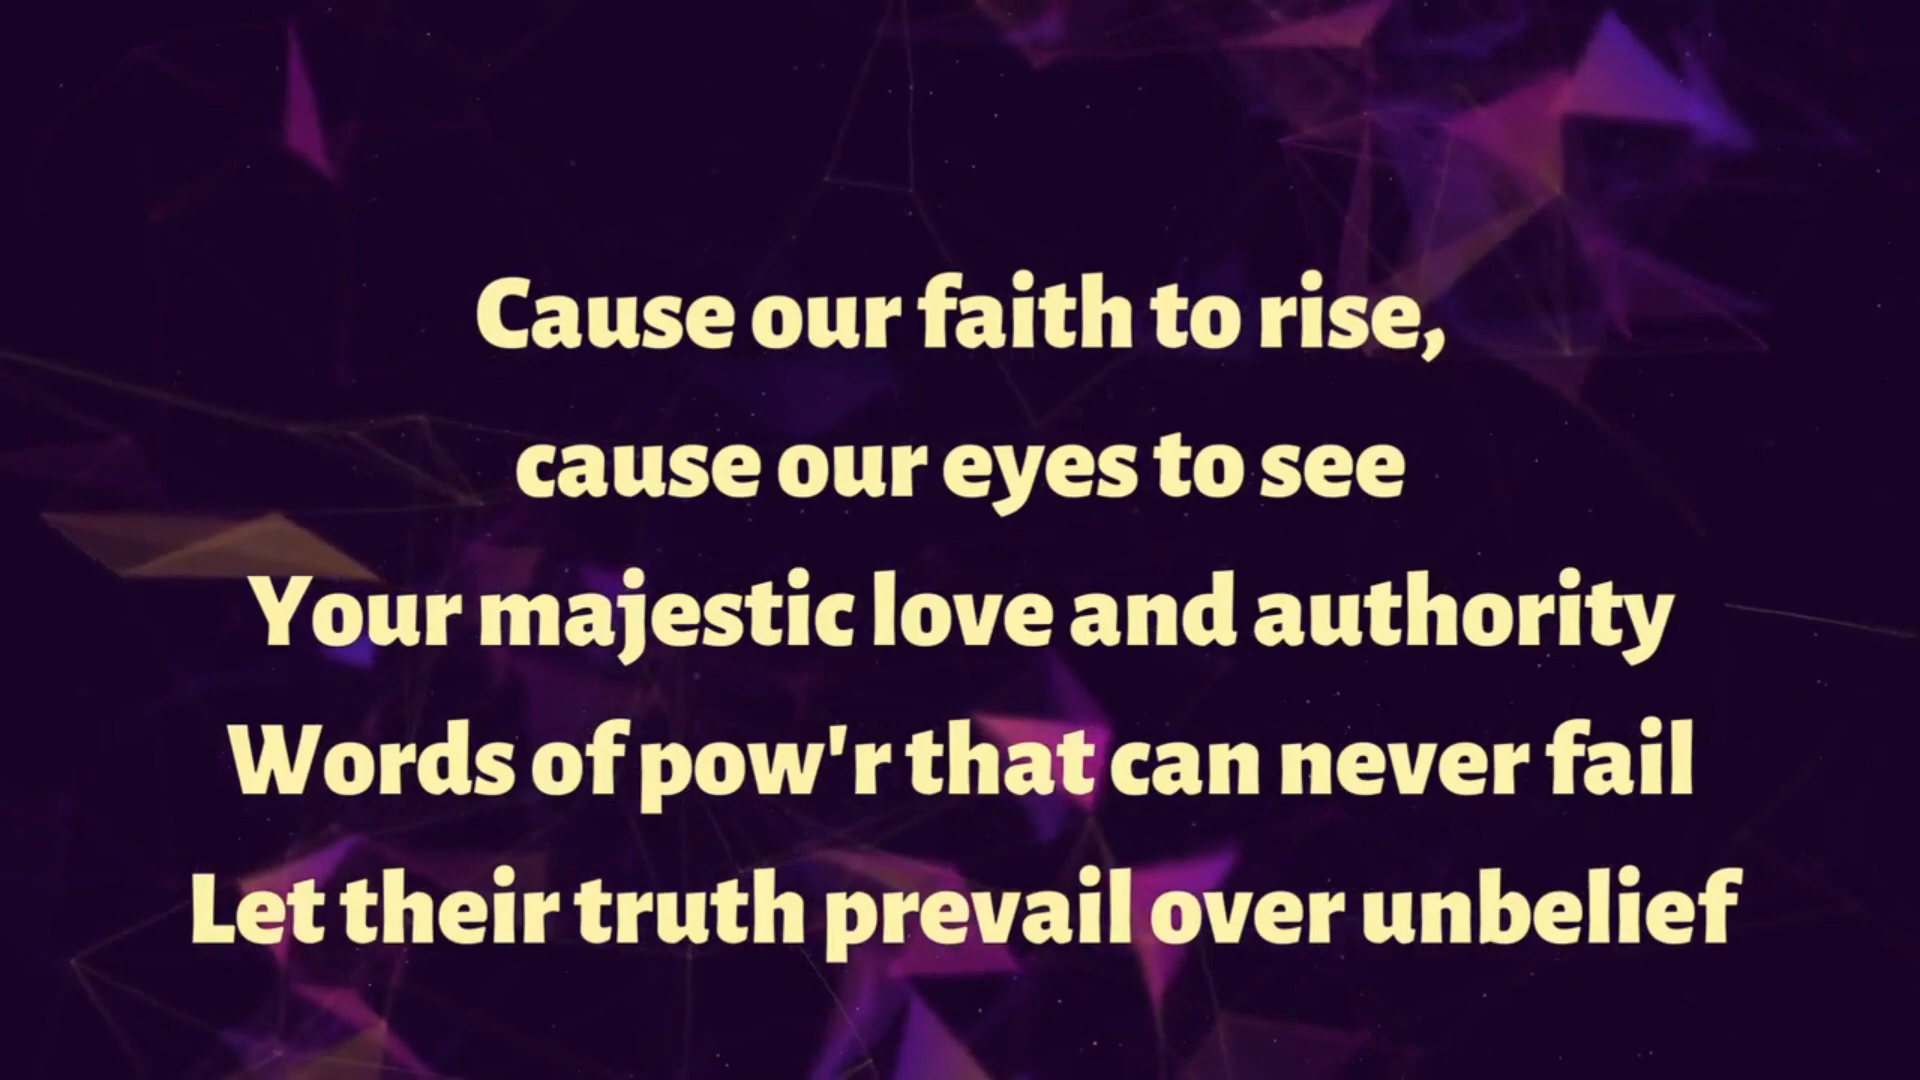 Cause our faith to rise,
cause our eyes to see
Your majestic love and authority
Words of pow'r that can never fail
Let their truth prevail over unbelief